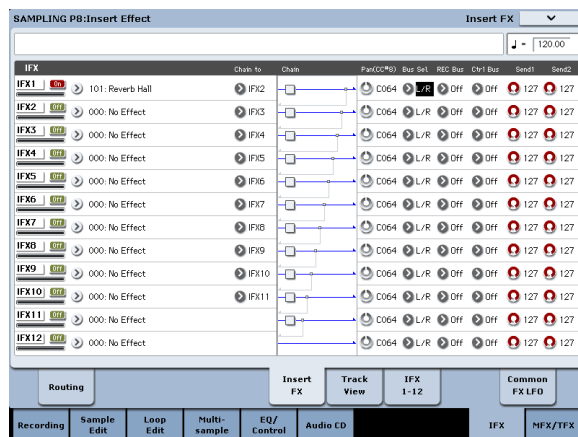 SAMPLING P8:Insert Effect Insert FX
♩= 120.00
IFX Chain to Chain Pan(CC#8) Bus Sel. REC Bus Ctrl Bus Send1 Send2
IFX1 On 101: Reverb Hall IFX2 C064 L/R Off Off 127 127
IFX2 Off 000: No Effect IFX3 C064 L/R Off Off 127 127
IFX3 Off 000: No Effect IFX4 C064 L/R Off Off 127 127
IFX4 Off 000: No Effect IFX5 C064 L/R Off Off 127 127
IFX5 Off 000: No Effect IFX6 C064 L/R Off Off 127 127
IFX6 Off 000: No Effect IFX7 C064 L/R Off Off 127 127
IFX7 Off 000: No Effect IFX8 C064 L/R Off Off 127 127
IFX8 Off 000: No Effect IFX9 C064 L/R Off Off 127 127
IFX9 Off 000: No Effect IFX10 C064 L/R Off Off 127 127
IFX10 Off 000: No Effect IFX11 C064 L/R Off Off 127 127
IFX11 Off 000: No Effect C064 L/R Off Off 127 127
IFX12 Off 000: No Effect C064 L/R Off Off 127 127
Routing Insert FX Track View IFX 1-12 Common FX LFO
Recording Sample Edit Loop Edit Multi-sample EQ/Control Audio CD IFX MFX/TFX